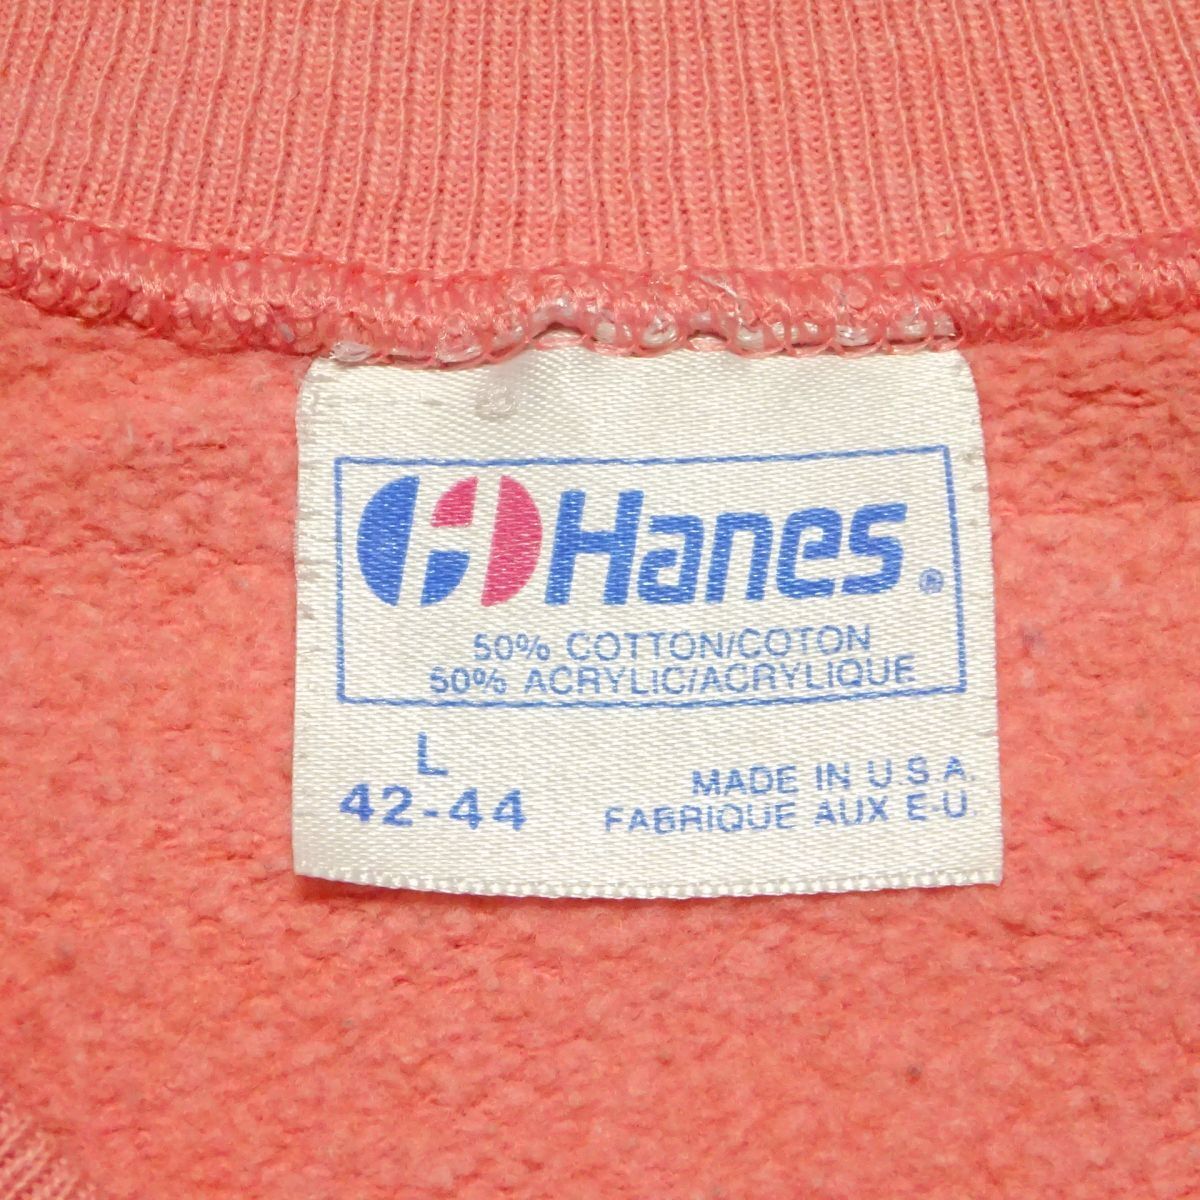 Hanes®
50% COTTON/COTON
50% ACRYLIC/ACRYLIQUE
L
42-44
MADE IN U.S.A.
FABRIQUE AUX E-U.